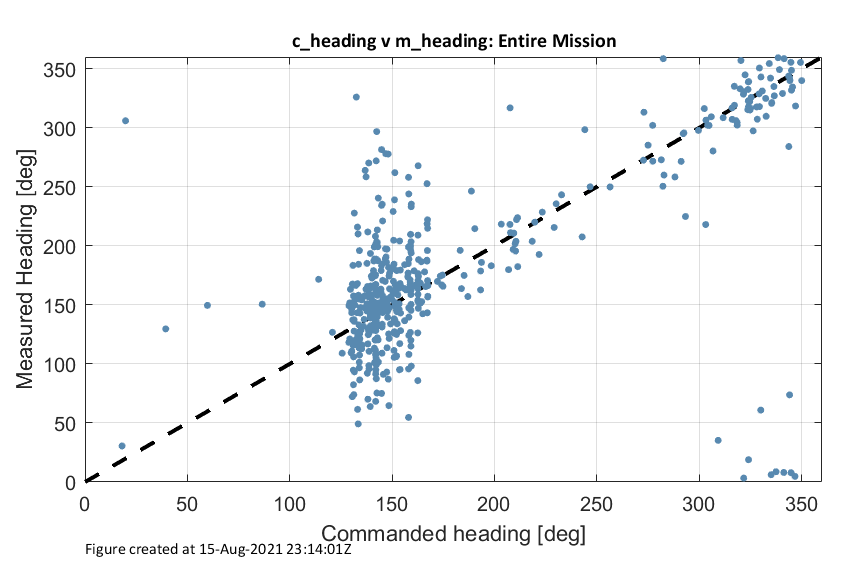 c_heading v m_heading: Entire Mission
350
300
250
200
150
100
50
0
Measured Heading [deg]
0 50 100 150 200 250 300 350
Commanded heading [deg]
Figure created at 15-Aug-2021 23:14:01Z